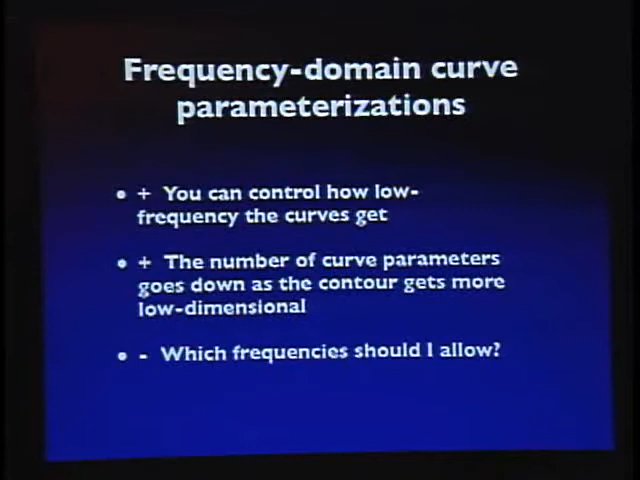 Frequency-domain curve
parameterizations
• + You can control how low-
frequency the curves get
• + The number of curve parameters
goes down as the contour gets more
low-dimensional
• - Which frequencies should I allow?